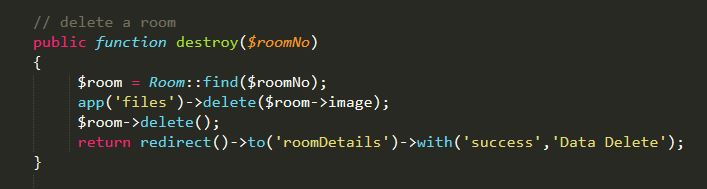 // delete a room
public function destroy($roomNo)
{
$room = Room::find($roomNo);
app('files')->delete($room->image);
$room->delete();
return redirect()->to('roomDetails')->with('success','Data Delete');
}